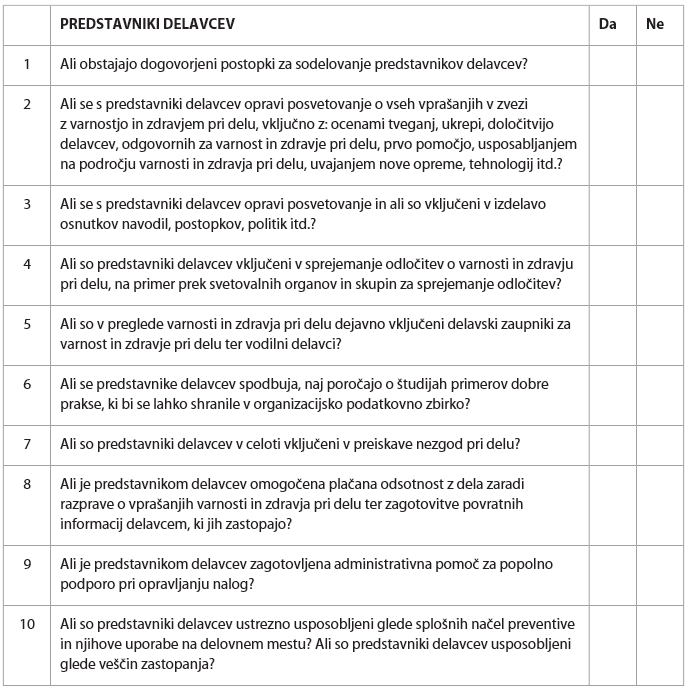 PREDSTAVNIKI DELAVCEV Da Ne
1 Ali obstajajo dogovorjeni postopki za sodelovanje predstavnikov delavcev?
2 Ali se s predstavniki delavcev opravi posvetovanje o vseh vprašanjih v zvezi
z varnostjo in zdravjem pri delu, vključno z: ocenami tveganj, ukrepi, določitvijo
delavcev, odgovornih za varnost in zdravje pri delu, prvo pomočjo, usposabljanjem
na področju varnosti in zdravja pri delu, uvajanjem nove opreme, tehnologij itd.?
3 Ali se s predstavniki delavcev opravi posvetovanje in ali so vključeni v izdelavo
osnutkov navodil, postopkov, politik itd.?
4 Ali so predstavniki delavcev vključeni v sprejemanje odločitev o varnosti in zdravju
pri delu, na primer prek svetovalnih organov in skupin za sprejemanje odločitev?
5 Ali so v preglede varnosti in zdravja pri delu dejavno vključeni delavski zaupniki za
varnost in zdravje pri delu ter vodilni delavci?
6 Ali se predstavnike delavcev spodbuja, naj poročajo o študijah primerov dobre
prakse, ki bi se lahko shranile v organizacijsko podatkovno zbirko?
7 Ali so predstavniki delavcev v celoti vključeni v preiskave nezgod pri delu?
8 Ali je predstavnikom delavcev omogočena plačana odsotnost z dela zaradi
razprave o vprašanjih varnosti in zdravja pri delu ter zagotovitve povratnih
informacij delavcem, ki jih zastopajo?
9 Ali je predstavnikom delavcev zagotovljena administrativna pomoč za popolno
podporo pri opravljanju nalog?
10 Ali so predstavniki delavcev ustrezno usposobljeni glede splošnih načel preventive
in njihove uporabe na delovnem mestu? Ali so predstavniki delavcev usposobljeni
glede veščin zastopanja?